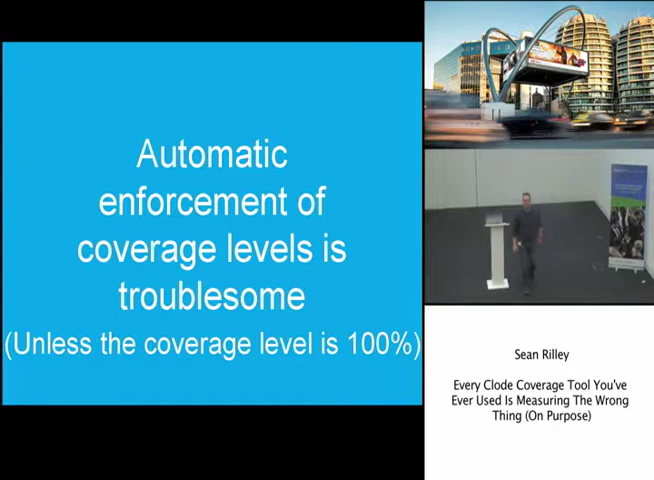 Automatic
enforcement of
coverage levels is
troublesome
(Unless the coverage level is 100%)
Sean Rilley
Every Clode Coverage Tool You've
Ever Used Is Measuring The Wrong
Thing (On Purpose)